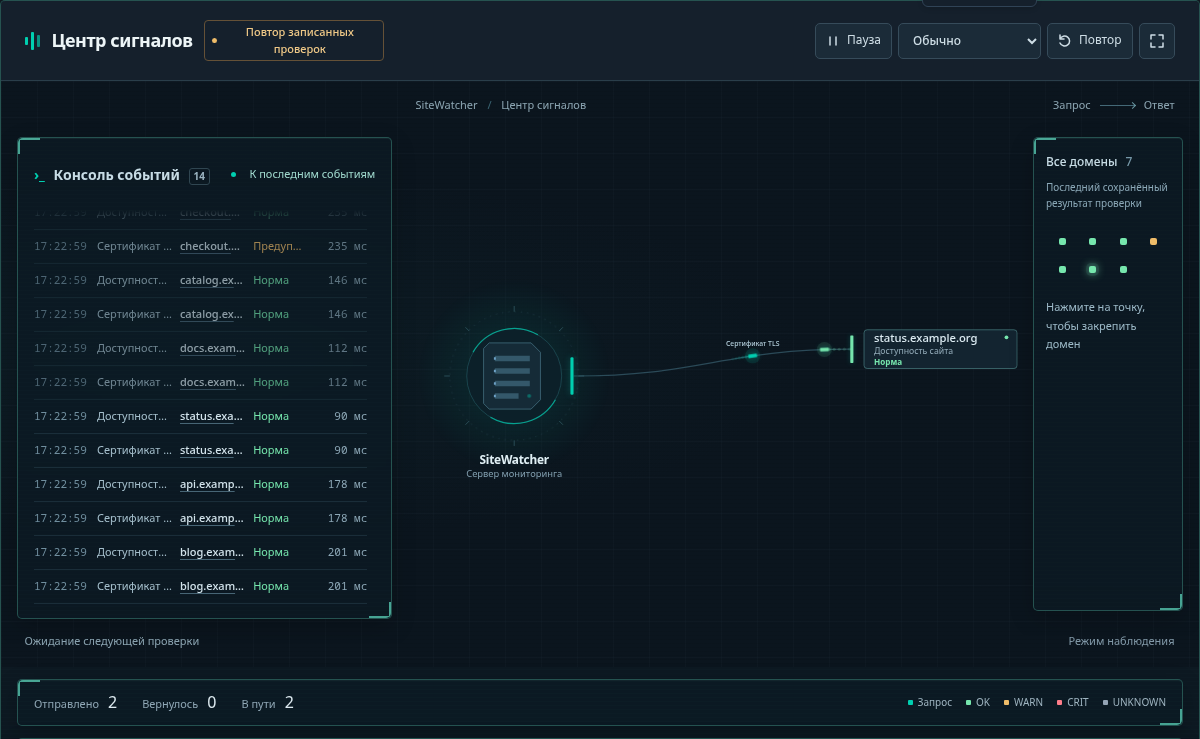 Центр сигналов
Повтор записанных
проверок
Пауза
Обычно
Повтор
SiteWatcher / Центр сигналов
Запрос
Ответ
›_ Консоль событий 14
К последним событиям
Доступност... checkout.... Норма 235 мс
17:22:59 Сертификат ... checkout.... Предуп... 235 мс
17:22:59 Доступност... catalog.ex... Норма 146 мс
17:22:59 Сертификат ... catalog.ex... Норма 146 мс
17:22:59 Доступност... docs.exam... Норма 112 мс
17:22:59 Сертификат ... docs.exam... Норма 112 мс
17:22:59 Доступност... status.exa... Норма 90 мс
17:22:59 Сертификат ... status.exa... Норма 90 мс
17:22:59 Доступност... api.examp... Норма 178 мс
17:22:59 Сертификат ... api.examp... Норма 178 мс
17:22:59 Доступност... blog.exam... Норма 201 мс
17:22:59 Сертификат ... blog.exam... Норма 201 мс
SiteWatcher
Сервер мониторинга
Сертификат TLS
status.example.org
Доступность сайта
Норма
Все домены 7
Последний сохранённый
результат проверки
Нажмите на точку,
чтобы закрепить
домен
Ожидание следующей проверки
Режим наблюдения
Отправлено 2
Вернулось 0
В пути 2
Запрос
OK
WARN
CRIT
UNKNOWN